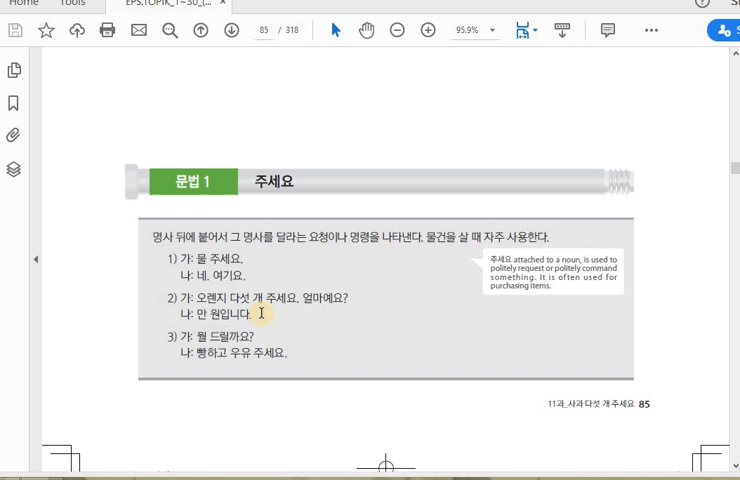 Home Tools EPS.TOPIK_1~30_(...
85 / 318 95.9%
문법 1 주세요
명사 뒤에 붙어서 그 명사를 달라는 요청이나 명령을 나타낸다. 물건을 살 때 자주 사용한다.
1) 가: 물 주세요.
나: 네. 여기요.
2) 가: 오렌지 다섯 개 주세요. 얼마예요?
나: 만 원입니다.
3) 가: 뭘 드릴까요?
나: 빵하고 우유 주세요.
주세요 attached to a noun, is used to
politely request or politely command
something. It is often used for
purchasing items.
11과_사과 다섯 개 주세요 85